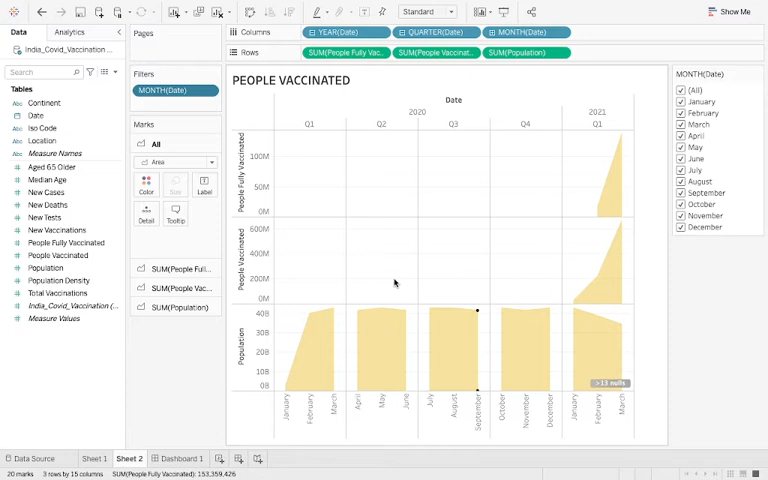 Standard
Show Me
Data
Analytics
India_Covid_Vaccination ...
Search
Tables
Abc Continent
Date
Abc Iso Code
Abc Location
Abc Measure Names
# Aged 65 Older
# Median Age
# New Cases
# New Deaths
# New Tests
# New Vaccinations
# People Fully Vaccinated
# People Vaccinated
# Population
# Population Density
# Total Vaccinations
# India_Covid_Vaccination (...
# Measure Values
Pages
Filters
MONTH(Date)
Marks
All
Area
Color
Size
Label
Detail
Tooltip
SUM(People Full...
SUM(People Vac...
SUM(Population)
Columns
YEAR(Date)
QUARTER(Date)
MONTH(Date)
Rows
SUM(People Fully Vac..
SUM(People Vaccinat..
SUM(Population)
PEOPLE VACCINATED
Date
2020
2021
Q1
Q2
Q3
Q4
Q1
People Fully Vaccinated
100M
50M
0M
People Vaccinated
600M
400M
200M
0M
Population
40B
30B
20B
10B
0B
>13 nulls
January
February
March
April
May
June
July
August
September
October
November
December
January
February
March
MONTH(Date)
(All)
January
February
March
April
May
June
July
August
September
October
November
December
Data Source
Sheet 1
Sheet 2
Dashboard 1
20 marks
3 rows by 15 columns
SUM(People Fully Vaccinated): 153,359,426